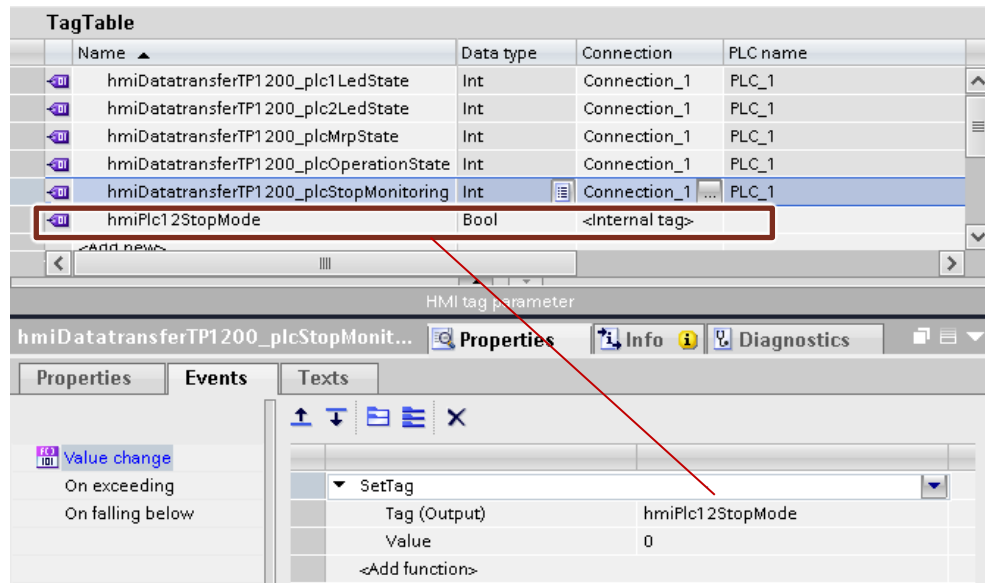 TagTable
Name Data type Connection PLC name
hmiDatatransferTP1200_plc1LedState Int Connection_1 PLC_1
hmiDatatransferTP1200_plc2LedState Int Connection_1 PLC_1
hmiDatatransferTP1200_plcMrpState Int Connection_1 PLC_1
hmiDatatransferTP1200_plcOperationState Int Connection_1 PLC_1
hmiDatatransferTP1200_plcStopMonitoring Int Connection_1 ... PLC_1
hmiPlc12StopMode Bool <Internal tag>
<Add new>
HMI tag parameter
hmiDatatransferTP1200_plcStopMonit... Properties Info Diagnostics
Properties Events Texts
Value change
On exceeding
On falling below
SetTag
Tag (Output) hmiPlc12StopMode
Value 0
<Add function>